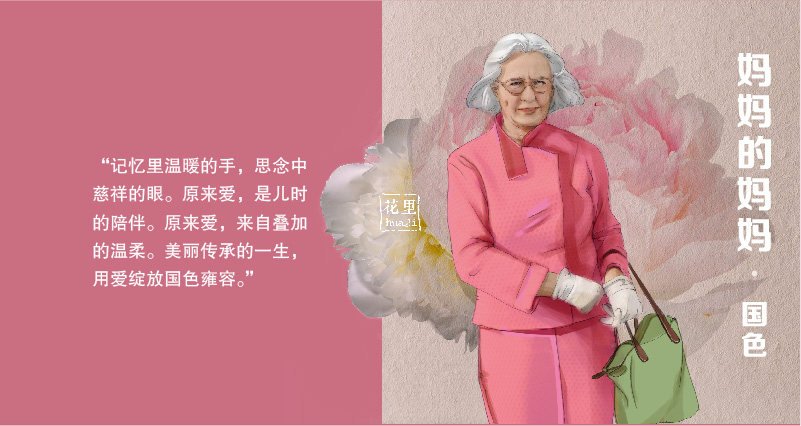 “记忆里温暖的手，思念中
慈祥的眼。原来爱，是儿时
的陪伴。原来爱，来自叠加
的温柔。美丽传承的一生，
用爱绽放国色雍容。”
花里
huali
妈妈的妈妈·国色